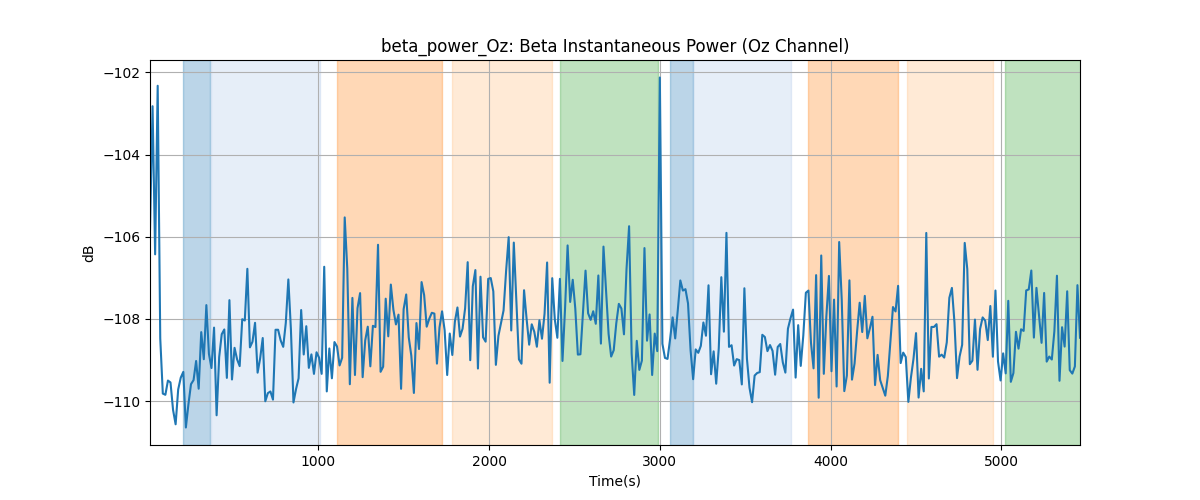 beta_power_Oz: Beta Instantaneous Power (Oz Channel)
−102
−104
−106
−108
−110
dB
1000 2000 3000 4000 5000
Time(s)